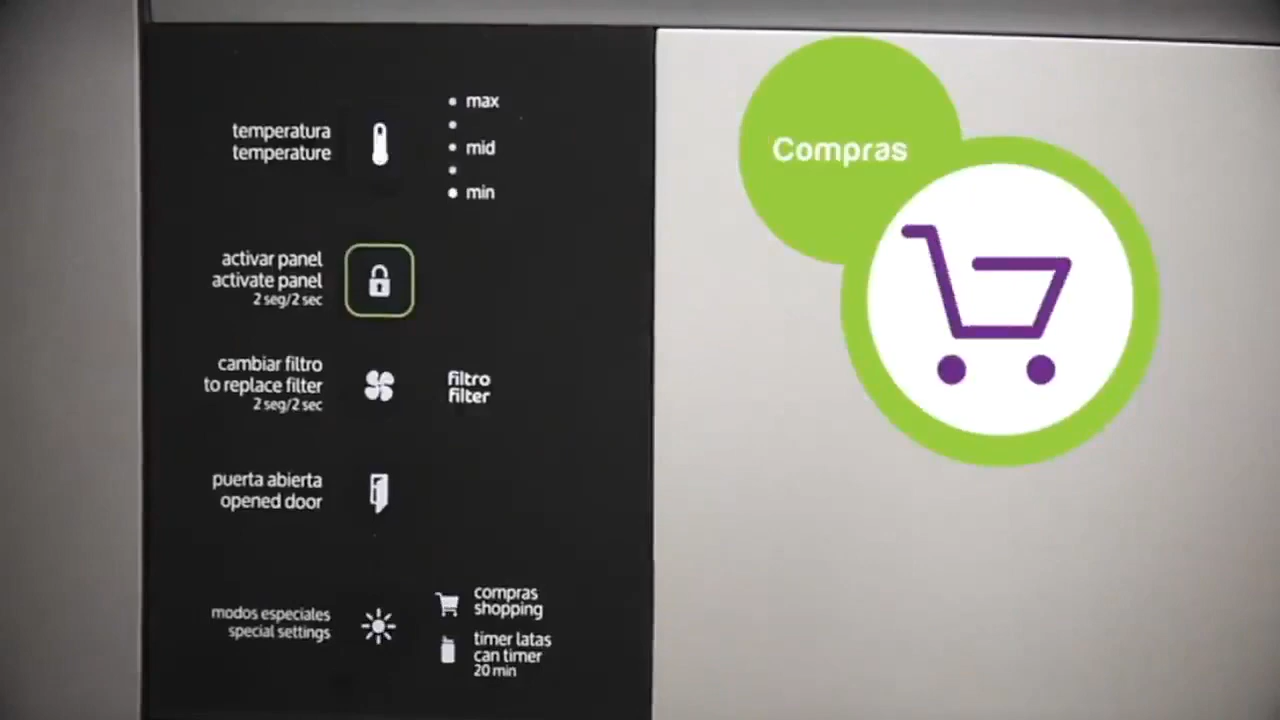 temperatura
temperature
max
mid
min
activar panel
activate panel
2 seg/2 sec
cambiar filtro
to replace filter
2 seg/2 sec
filtro
filter
puerta abierta
opened door
modos especiales
special settings
compras
shopping
timer latas
can timer
20 min
Compras